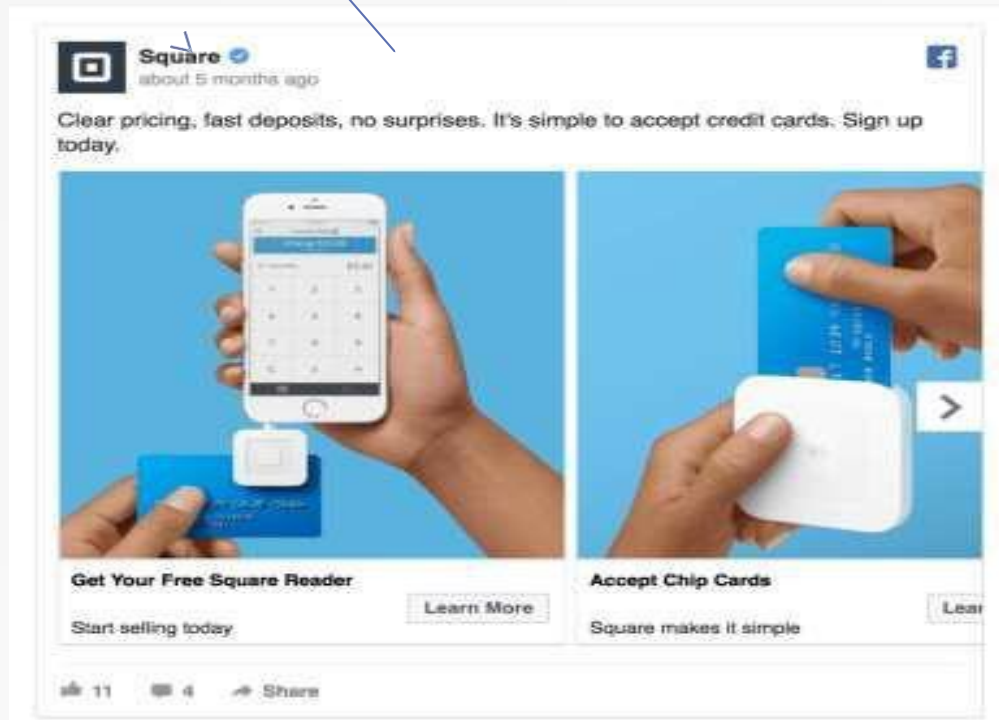 Square
about 5 months ago
Clear pricing, fast deposits, no surprises. It's simple to accept credit cards. Sign up
today.
Get Your Free Square Reader
Learn More
Start selling today
Accept Chip Cards
Lear
Square makes it simple
11 4 Share